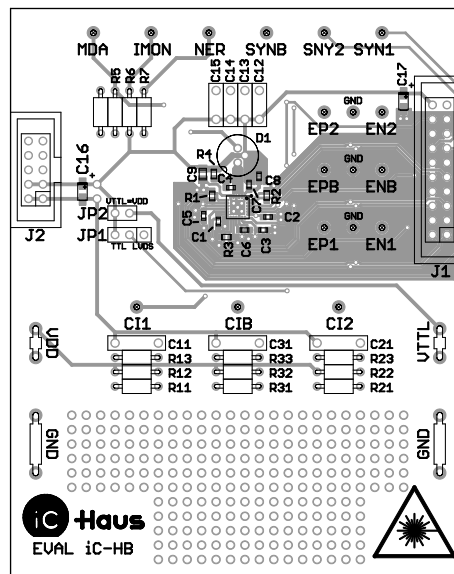 MDA IMON NER SYNB SNY2 SYN1
R5 R6 R7 C15 C14 C13 C12 C17
GND
D1 EP2 EN2
R4
C16 C9 C4 C8 GND
EPB ENB
R1 R2
VTTL=VDD
J2 JP2 C5 C2 GND
JP1 C1 EP1 EN1
TTL LVDS R3 C6 C3 J1
CI1 CIB CI2
VDD C11 C31 C21 VTTL
R13 R33 R23
R12 R32 R22
R11 R31 R21
GND GND
iC Haus
EVAL iC-HB